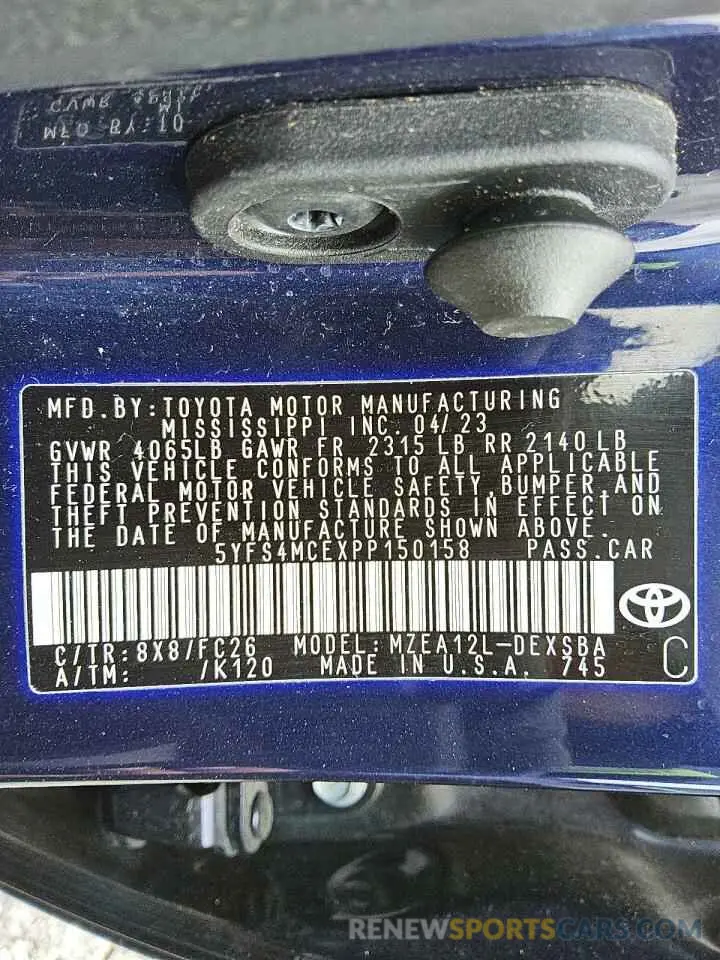 MFD.BY:TOYOTA MOTOR MANUFACTURING
MISSISSIPPI INC. 04/23
GVWR 4065LB GAWR FR 2315 LB RR 2140 LB
THIS VEHICLE CONFORMS TO ALL APPLICABLE
FEDERAL MOTOR VEHICLE SAFETY,BUMPER,AND
THEFT PREVENTION STANDARDS IN EFFECT ON
THE DATE OF MANUFACTURE SHOWN ABOVE.
5YFS4MCEXPP150158 PASS.CAR
C/TR:8X8/FC26 MODEL:MZEA12L-DEXSBA
A/TM: /K120 MADE IN U.S.A. 745 C
RENEWSPORTSCARS.COM